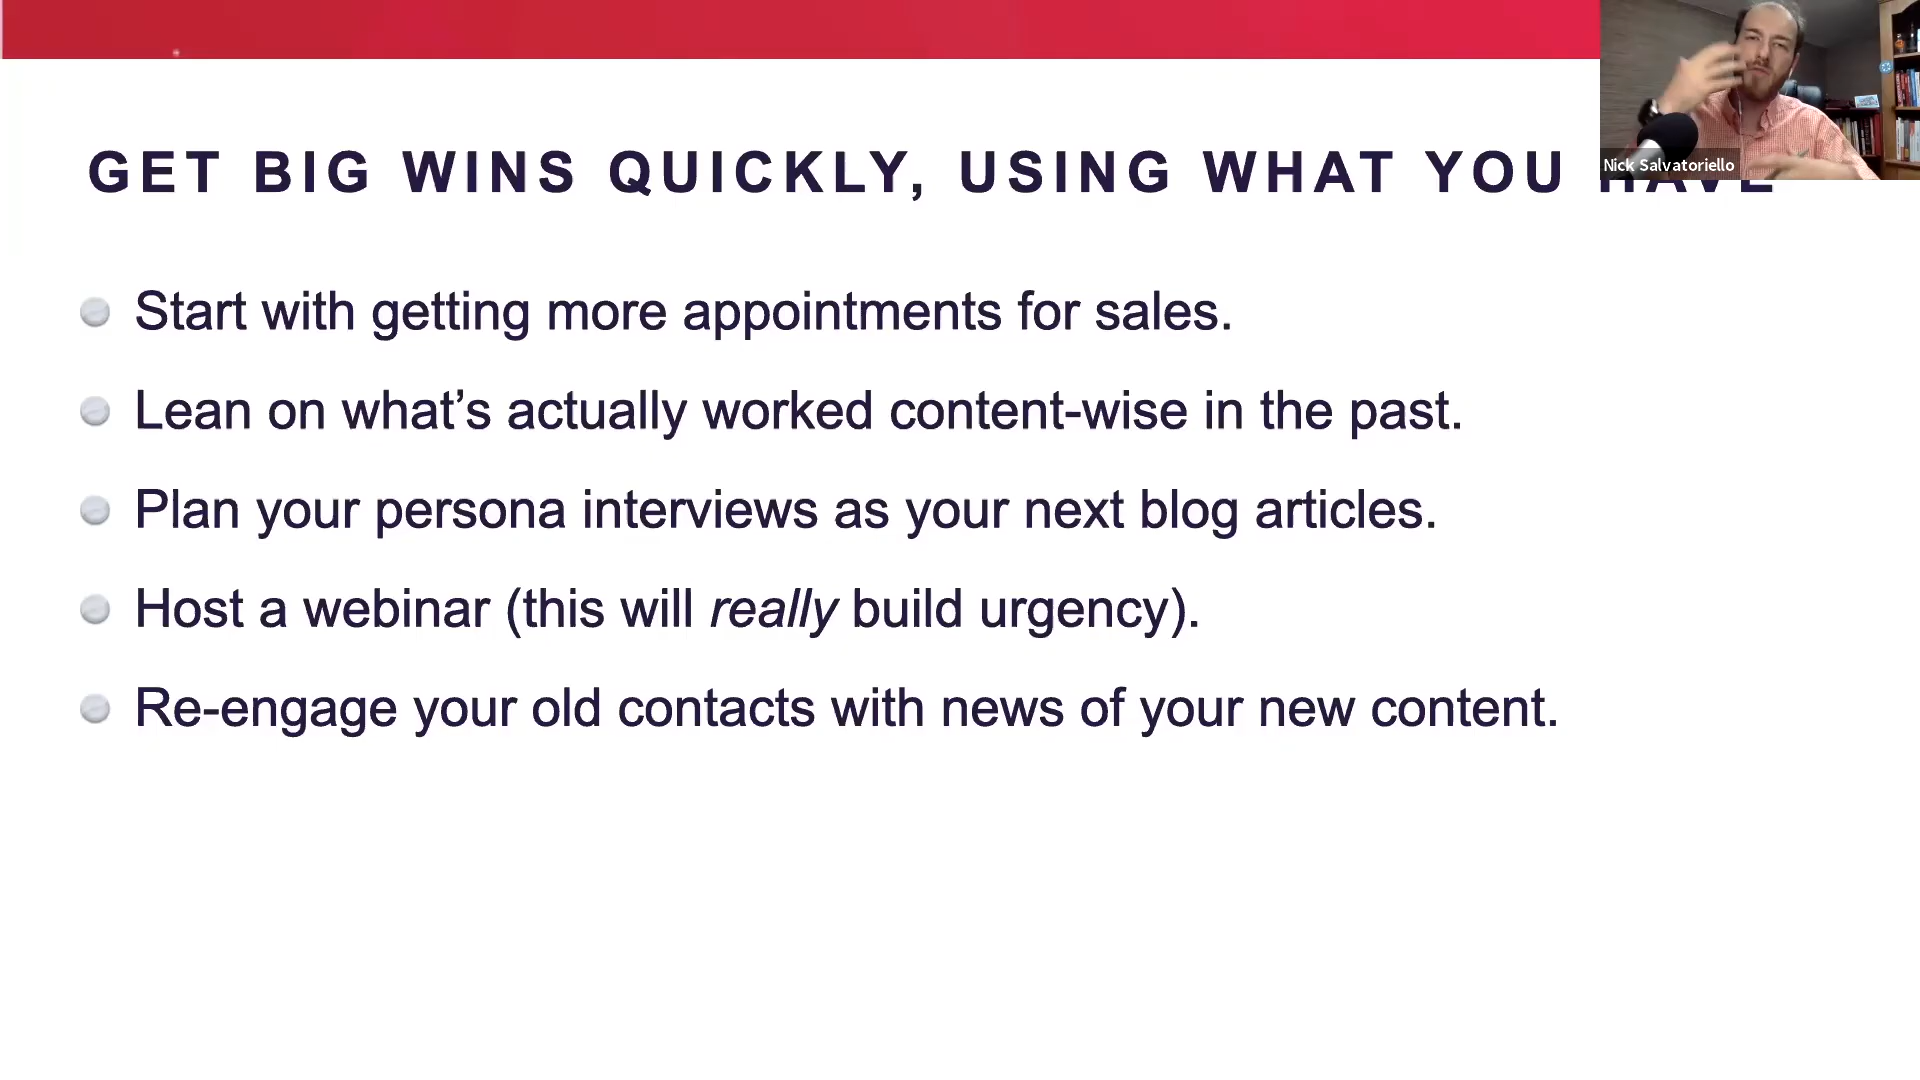 GET BIG WINS QUICKLY, USING WHAT YOU HAVE
Nick Salvatoriello
Start with getting more appointments for sales.
Lean on what’s actually worked content-wise in the past.
Plan your persona interviews as your next blog articles.
Host a webinar (this will really build urgency).
Re-engage your old contacts with news of your new content.